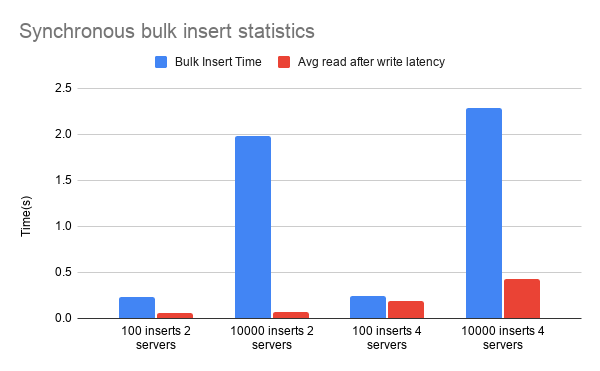 Synchronous bulk insert statistics
Bulk Insert Time
Avg read after write latency
2.5
2.0
1.5
1.0
0.5
0.0
Time(s)
100 inserts 2
servers
10000 inserts 2
servers
100 inserts 4
servers
10000 inserts 4
servers